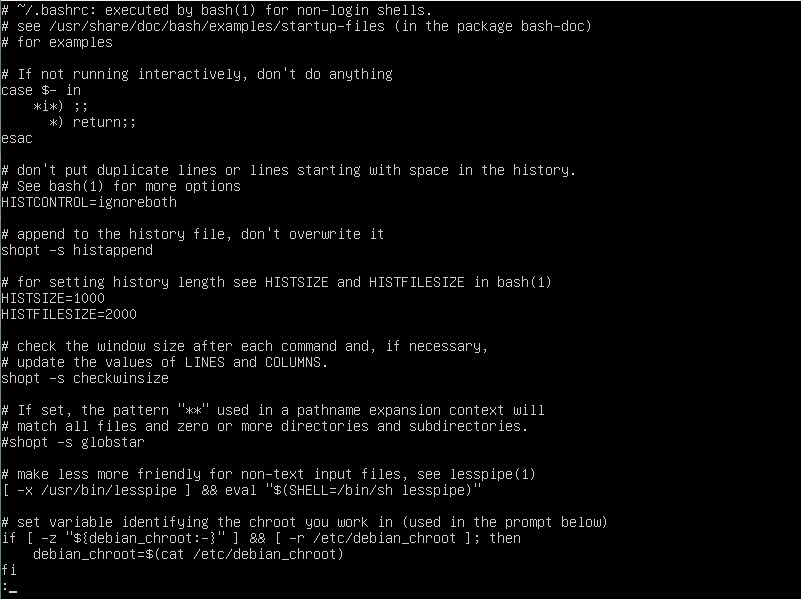 # ~/.bashrc: executed by bash(1) for non-login shells.
# see /usr/share/doc/bash/examples/startup-files (in the package bash-doc)
# for examples

# If not running interactively, don't do anything
case $- in
    *i*) ;;
      *) return;;
esac

# don't put duplicate lines or lines starting with space in the history.
# See bash(1) for more options
HISTCONTROL=ignoreboth

# append to the history file, don't overwrite it
shopt -s histappend

# for setting history length see HISTSIZE and HISTFILESIZE in bash(1)
HISTSIZE=1000
HISTFILESIZE=2000

# check the window size after each command and, if necessary,
# update the values of LINES and COLUMNS.
shopt -s checkwinsize

# If set, the pattern "**" used in a pathname expansion context will
# match all files and zero or more directories and subdirectories.
#shopt -s globstar

# make less more friendly for non-text input files, see lesspipe(1)
[ -x /usr/bin/lesspipe ] && eval "$(SHELL=/bin/sh lesspipe)"

# set variable identifying the chroot you work in (used in the prompt below)
if [ -z "${debian_chroot:-}" ] && [ -r /etc/debian_chroot ]; then
    debian_chroot=$(cat /etc/debian_chroot)
fi
:_